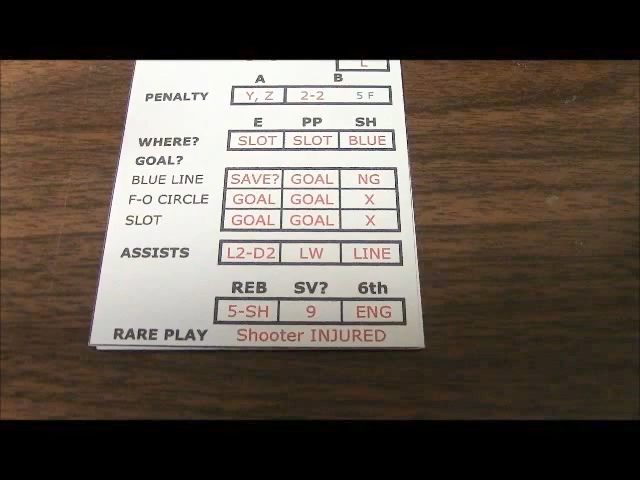 L
A B
PENALTY Y, Z 2-2 5 F
E PP SH
WHERE? SLOT SLOT BLUE
GOAL?
BLUE LINE SAVE? GOAL NG
F-O CIRCLE GOAL GOAL X
SLOT GOAL GOAL X
ASSISTS L2-D2 LW LINE
REB SV? 6th
5-SH 9 ENG
RARE PLAY Shooter INJURED